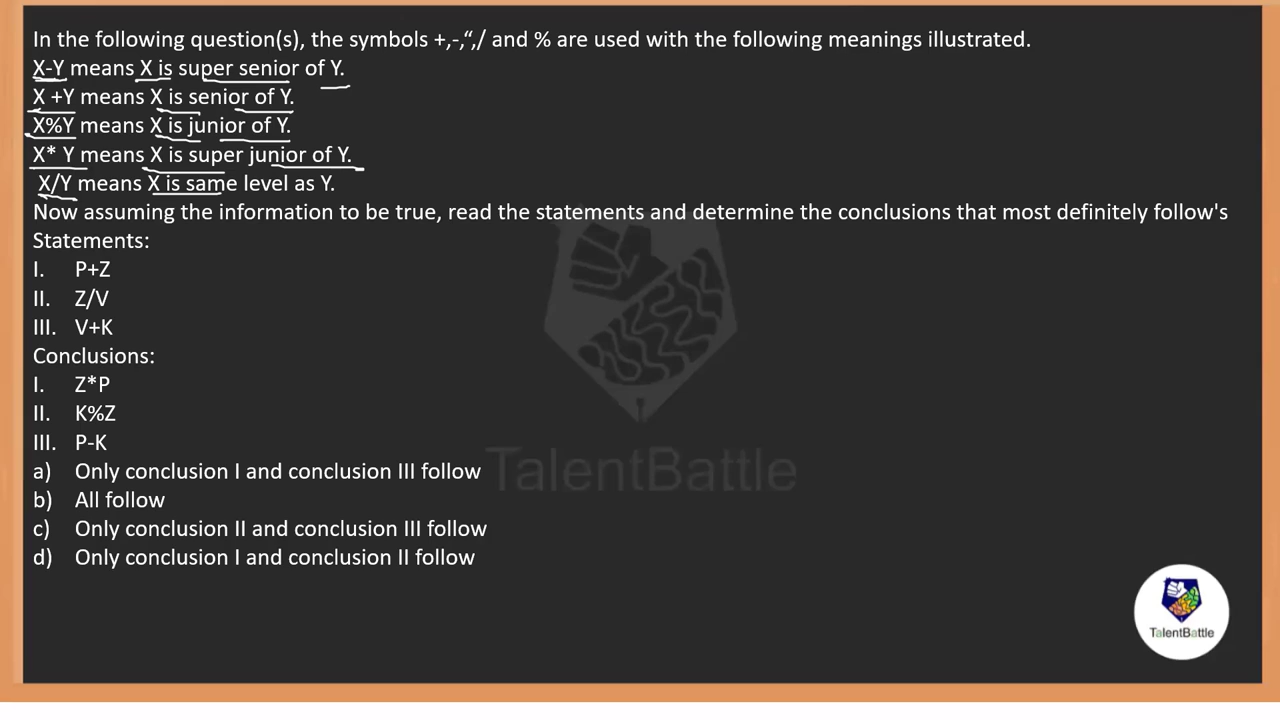 In the following question(s), the symbols +,-,“,/ and % are used with the following meanings illustrated.
X-Y means X is super senior of Y.
X +Y means X is senior of Y.
X%Y means X is junior of Y.
X* Y means X is super junior of Y.
X/Y means X is same level as Y.
Now assuming the information to be true, read the statements and determine the conclusions that most definitely follow's
Statements:
I. P+Z
II. Z/V
III. V+K
Conclusions:
I. Z*P
II. K%Z
III. P-K
a) Only conclusion I and conclusion III follow
b) All follow
c) Only conclusion II and conclusion III follow
d) Only conclusion I and conclusion II follow
TalentBattle
TalentBattle